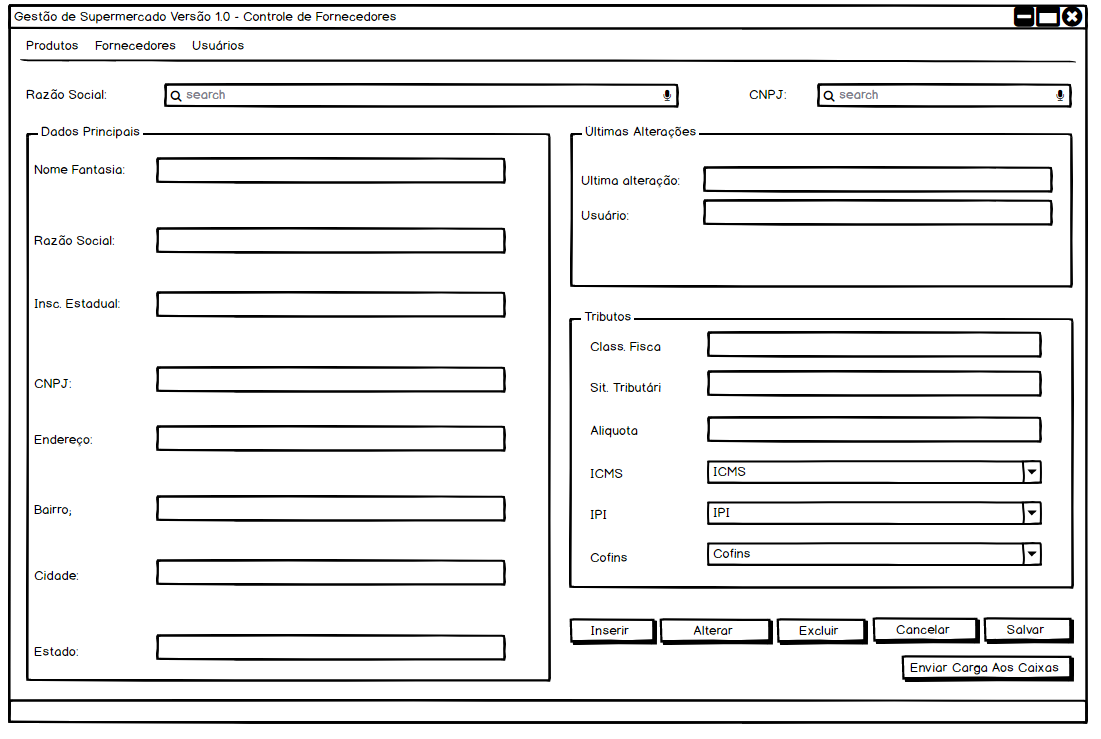 Gestão de Supermercado Versão 1.0 - Controle de Fornecedores
Produtos Fornecedores Usuários
Razão Social: search CNPJ: search
Dados Principais
Nome Fantasia:
Razão Social:
Insc. Estadual:
CNPJ:
Endereço:
Bairro;
Cidade:
Estado:
Últimas Alterações
Ultima alteração:
Usuário:
Tributos
Class. Fisca
Sit. Tributári
Aliquota
ICMS ICMS
IPI IPI
Cofins Cofins
Inserir Alterar Excluir Cancelar Salvar
Enviar Carga Aos Caixas